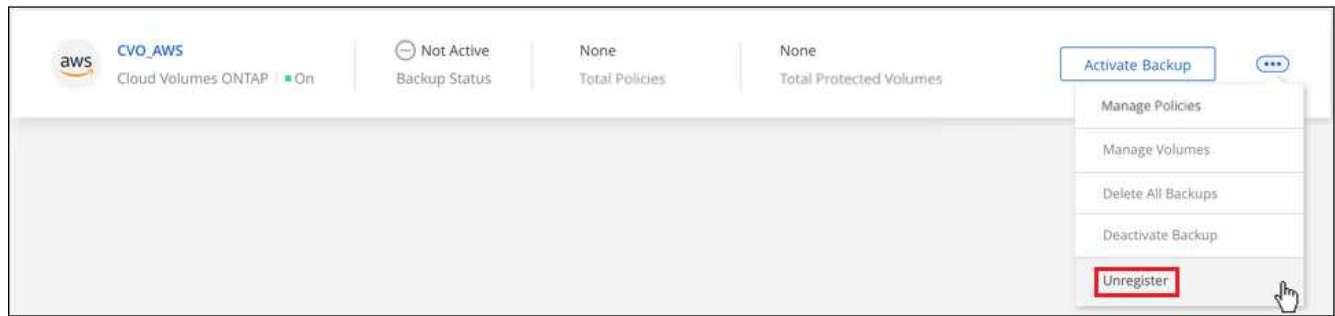 aws
CVO_AWS
Cloud Volumes ONTAP On
Not Active
Backup Status
None
Total Policies
None
Total Protected Volumes
Activate Backup
Manage Policies
Manage Volumes
Delete All Backups
Deactivate Backup
Unregister